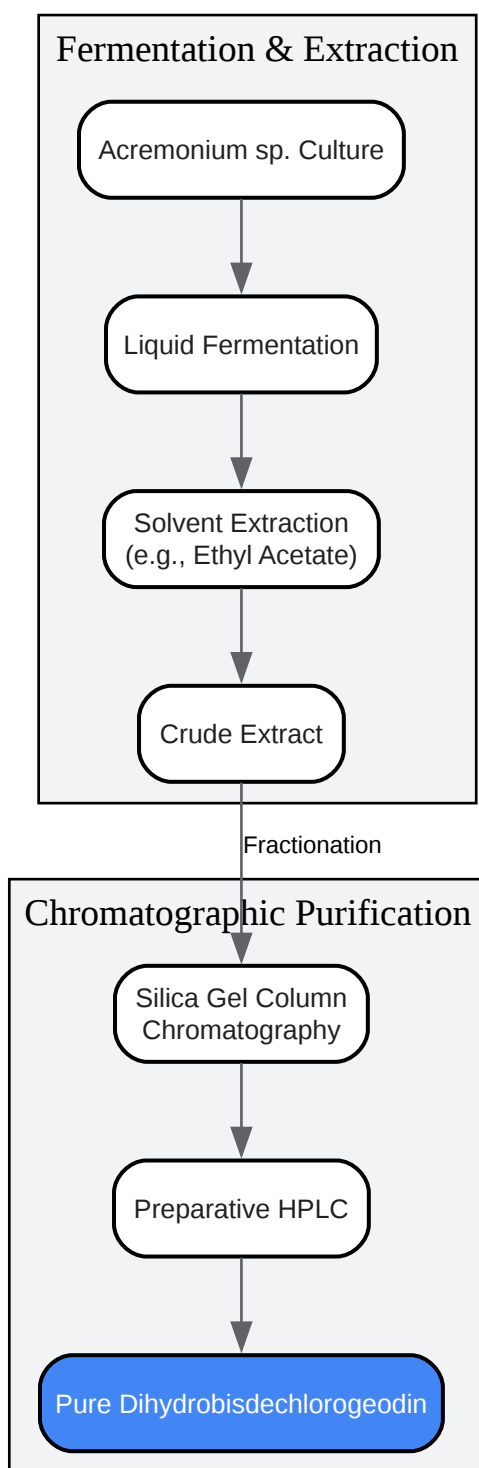 Fermentation & Extraction
Acremonium sp. Culture
Liquid Fermentation
Solvent Extraction
(e.g., Ethyl Acetate)
Crude Extract
Fractionation
Chromatographic Purification
Silica Gel Column
Chromatography
Preparative HPLC
Pure Dihydrobisdechlorogeodin